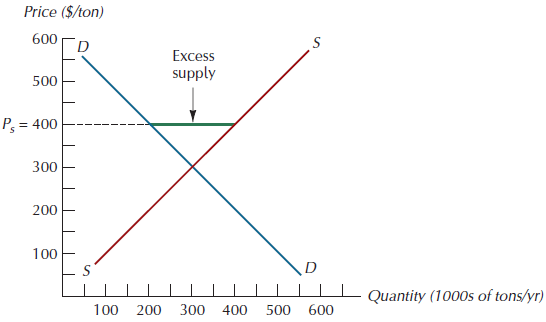 Price ($/ton)
600
D
S
Excess
supply
500
Ps = 400
300
200
100
S
D
Quantity (1000s of tons/yr)
100 200 300 400 500 600